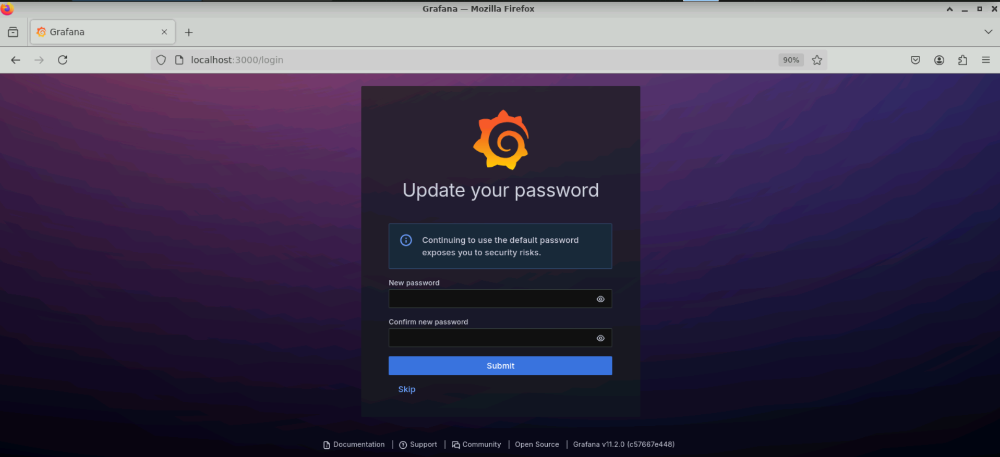 Grafana — Mozilla Firefox
Grafana
localhost:3000/login
90%
Update your password
Continuing to use the default password
exposes you to security risks.
New password
Confirm new password
Submit
Skip
Documentation | Support | Community | Open Source | Grafana v11.2.0 (c57667e448)